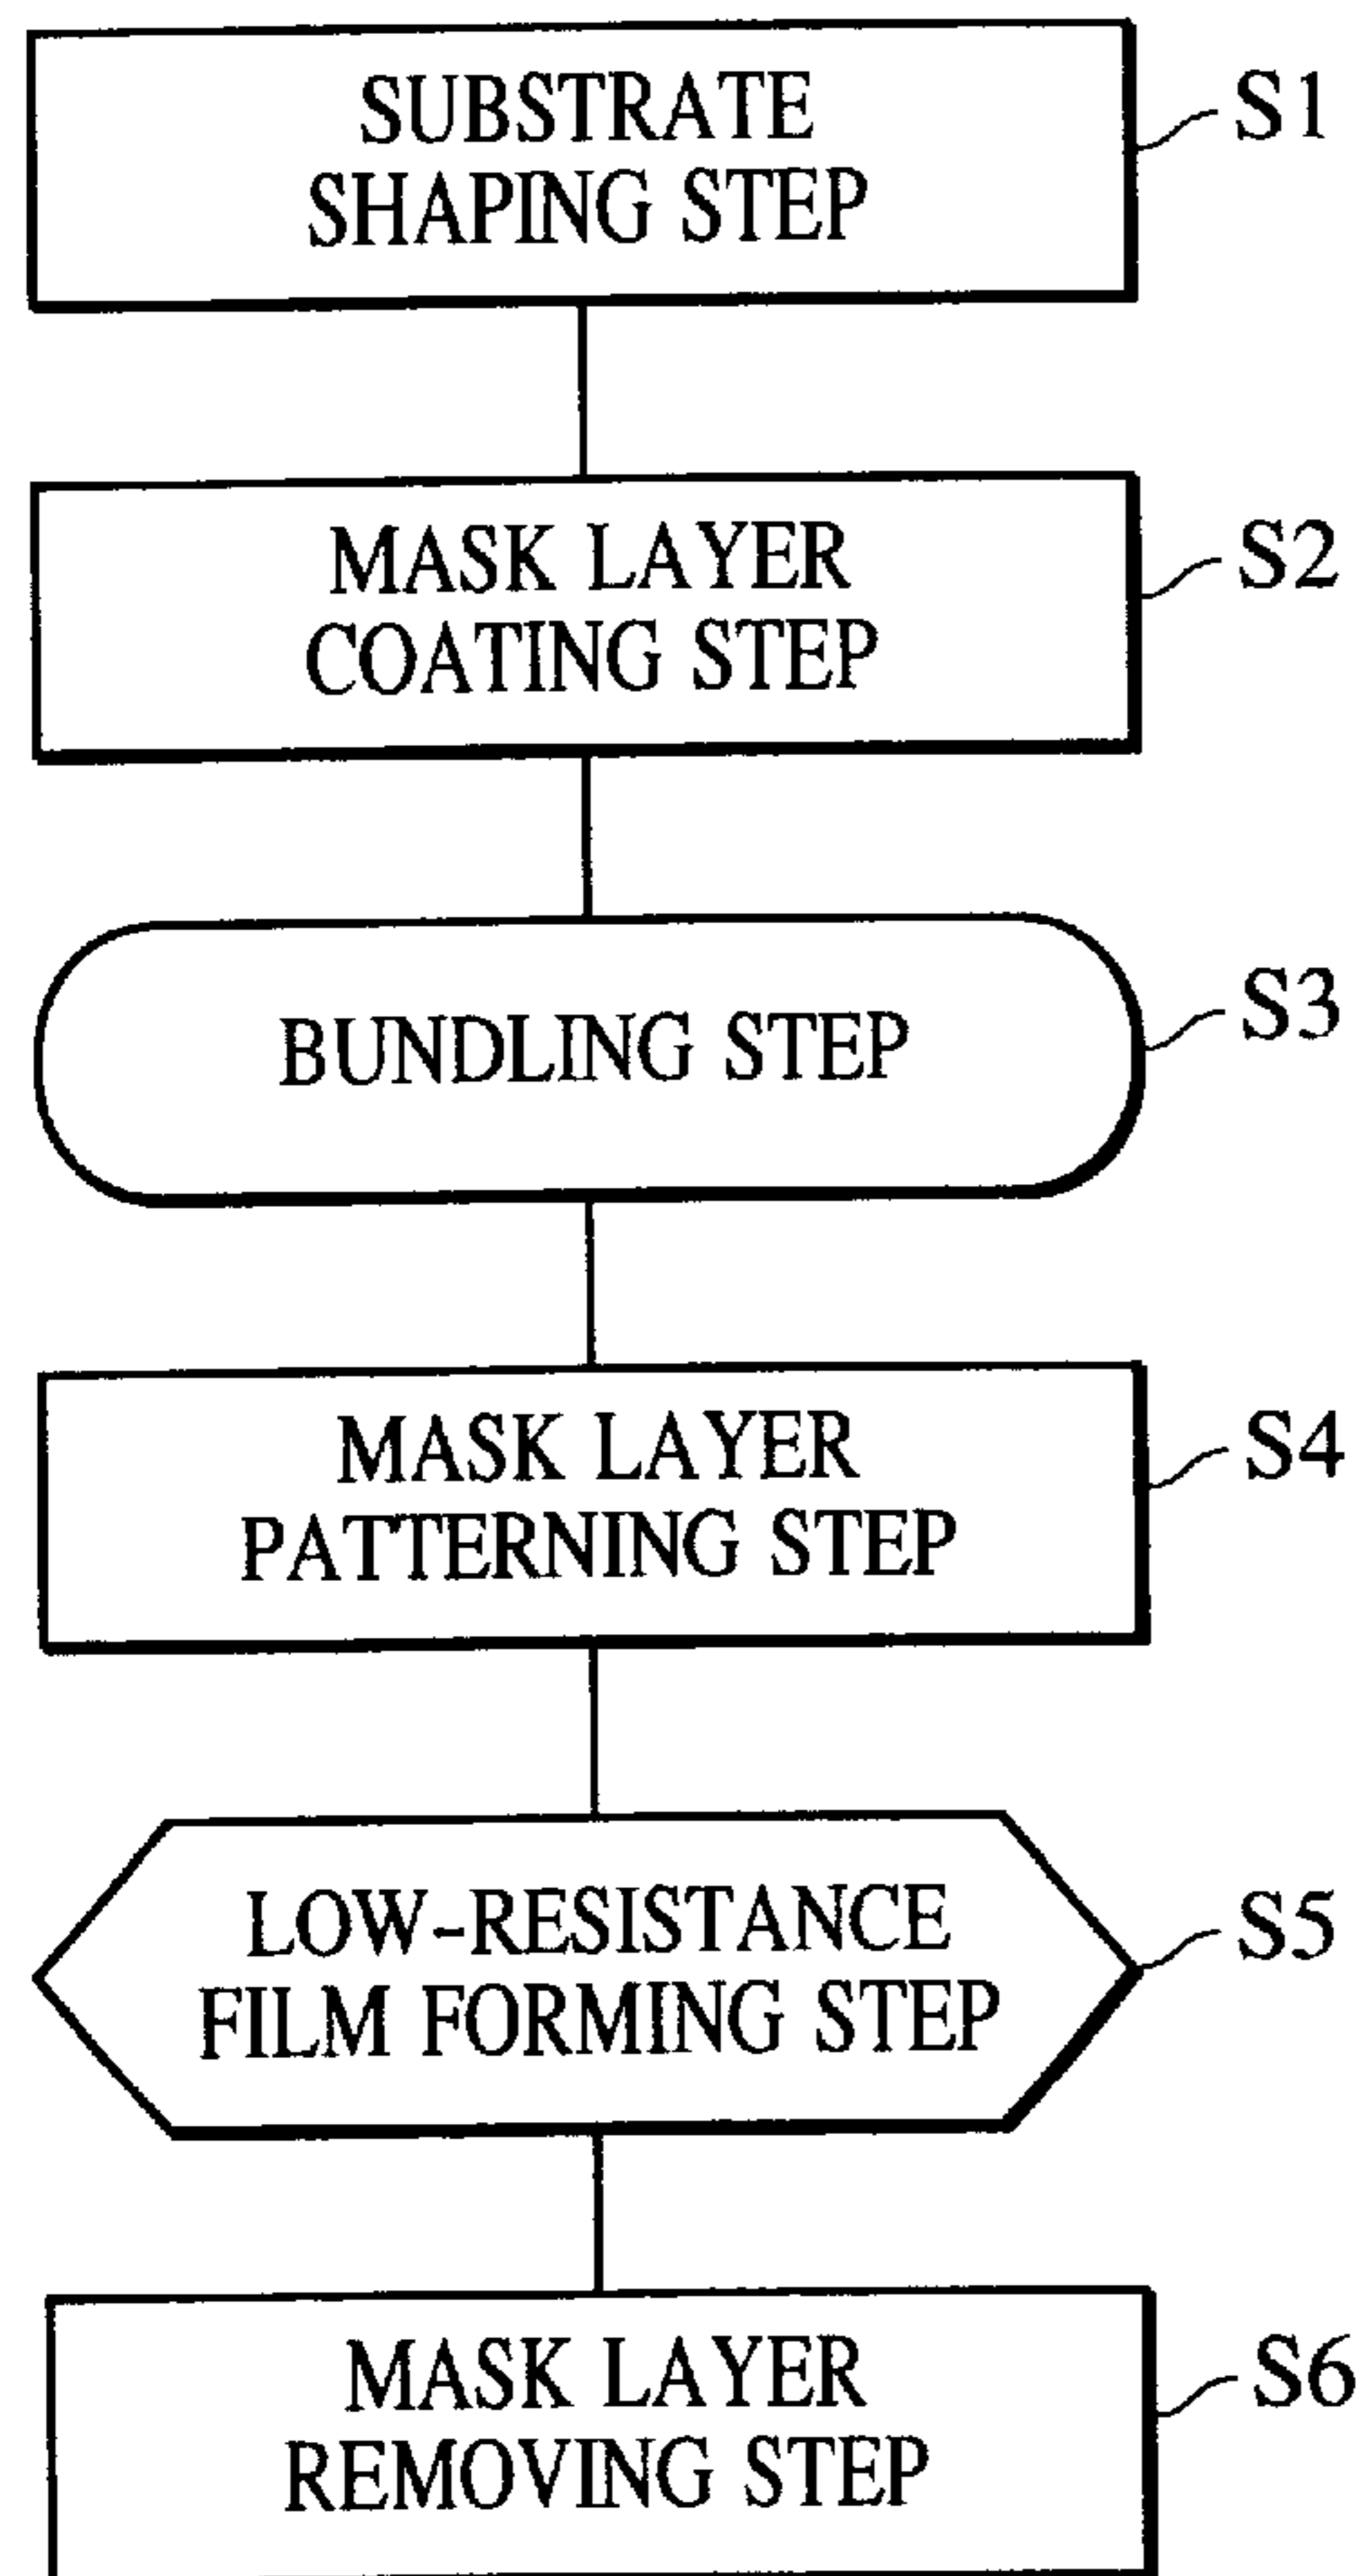 SUBSTRATE
SHAPING STEP
S1
MASK LAYER
COATING STEP
S2
BUNDLING STEP
S3
MASK LAYER
PATTERNING STEP
S4
LOW-RESISTANCE
FILM FORMING STEP
S5
MASK LAYER
REMOVING STEP
S6